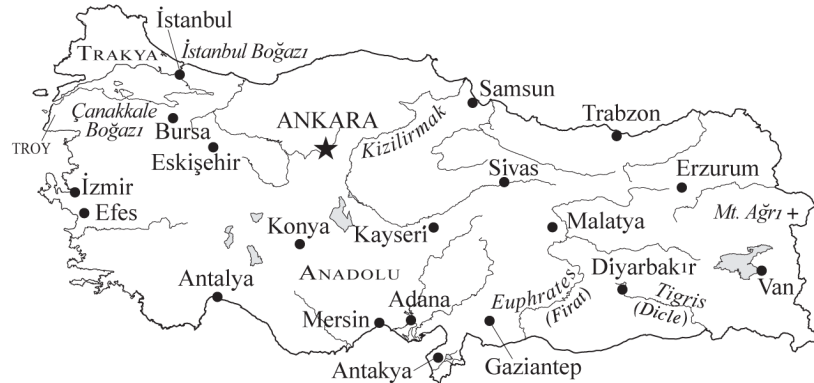 İstanbul
TRAKYA
İstanbul Boğazı
Samsun
Çanakkale
Boğazı
Bursa
ANKARA
Kizilirmak
Trabzon
TROY
Eskişehir
Sivas
Erzurum
İzmir
Efes
Mt. Ağrı +
Konya
Kayseri
Malatya
ANADOLU
Diyarbakır
Van
Antalya
Adana
Euphrates
(Firat)
Tigris
(Dicle)
Mersin
Antakya
Gaziantep